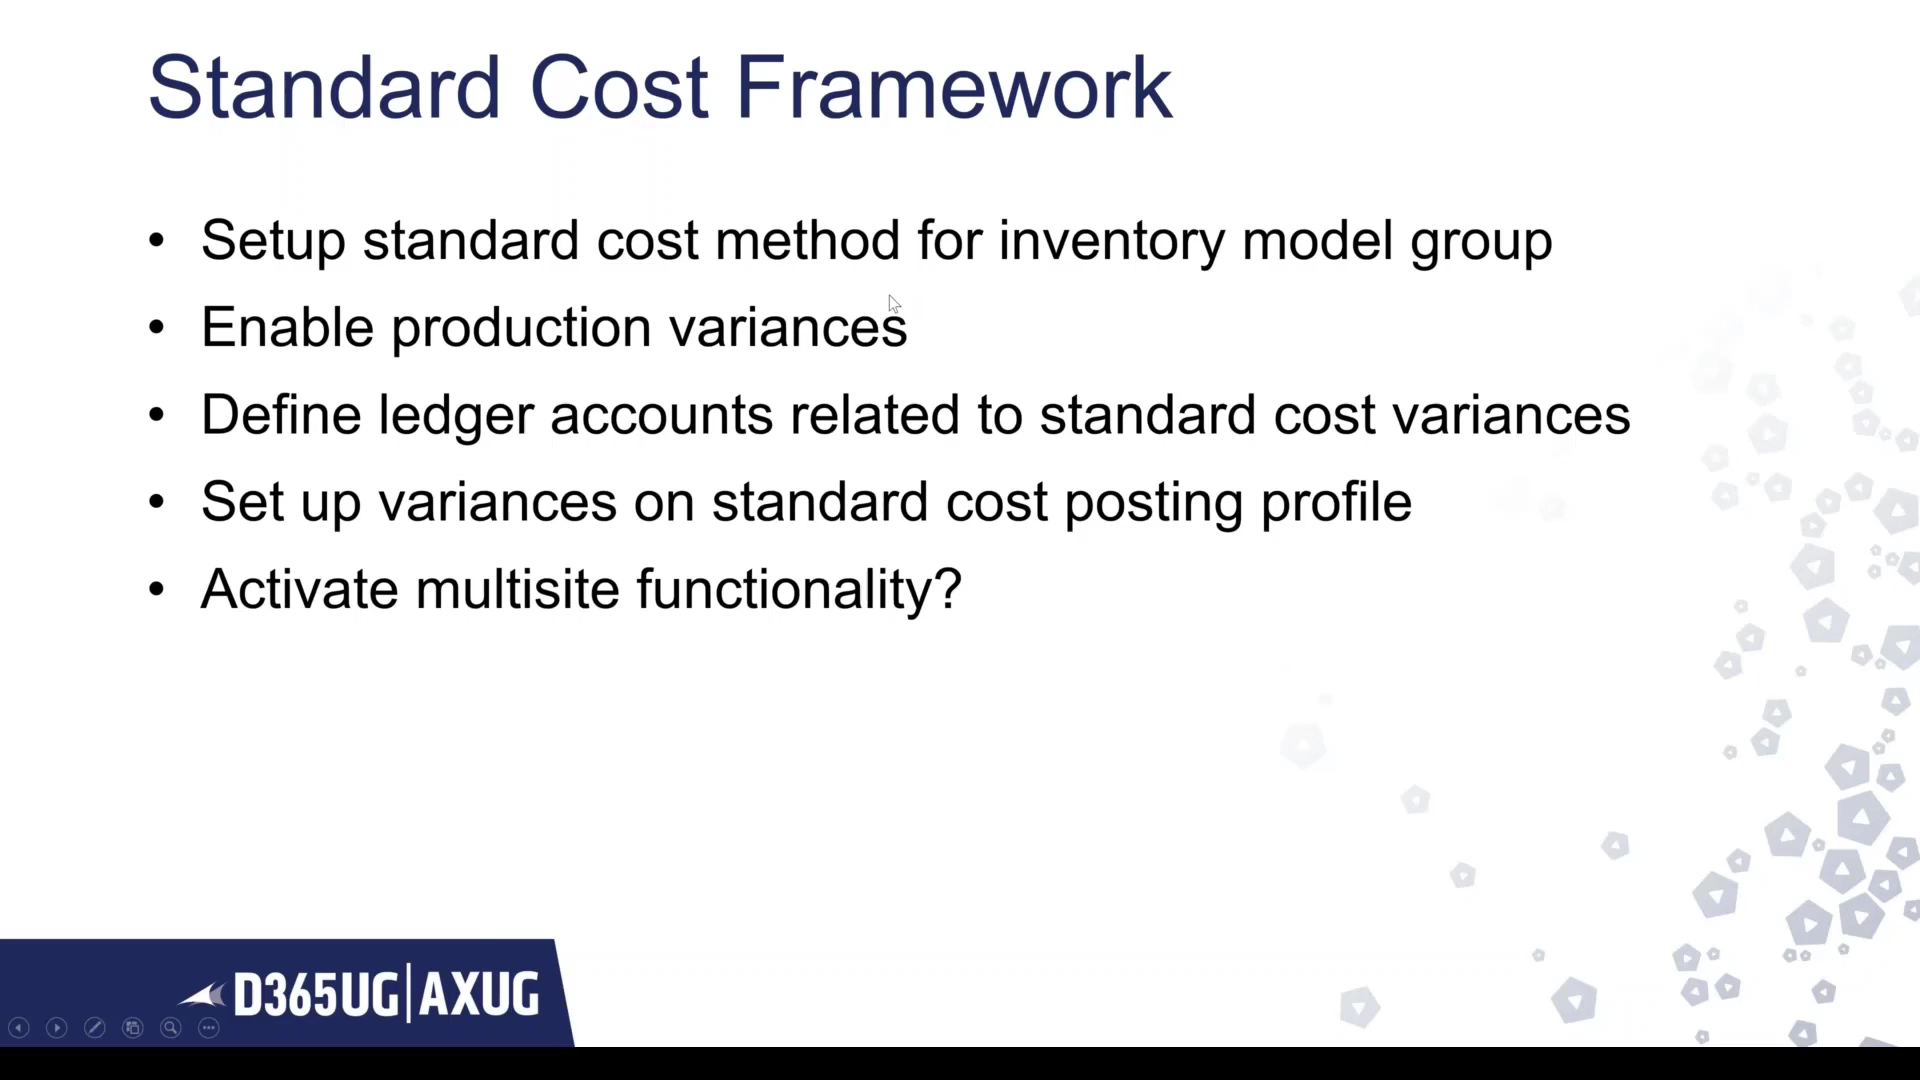 Standard Cost Framework
• Setup standard cost method for inventory model group
• Enable production variances
• Define ledger accounts related to standard cost variances
• Set up variances on standard cost posting profile
• Activate multisite functionality?
D365UG|AXUG